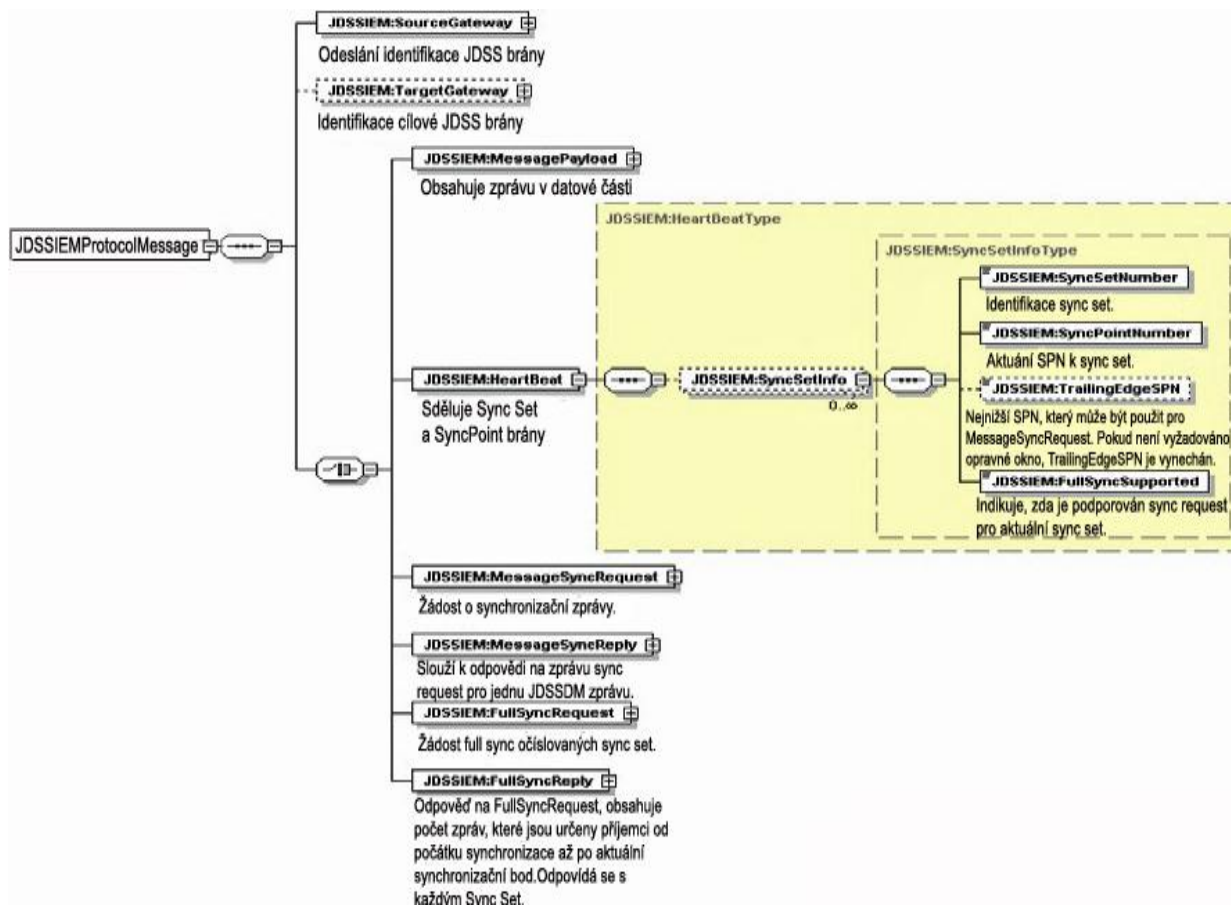 JDSSIEM:SourceGateway
Odeslání identifikace JDSS brány
JDSSIEM:TargetGateway
Identifikace cílové JDSS brány
JDSSIEM:MessagePayload
Obsahuje zprávu v datové části
JDSSIEMProtocolMessage
JDSSIEM:HeartBeatType
JDSSIEM:SyncSetInfoType
JDSSIEM:SyncSetNumber
Identifikace sync set.
JDSSIEM:SyncPointNumber
Aktuání SPN k sync set.
JDSSIEM:HeartBeat
Sděluje Sync Set
a SyncPoint brány
JDSSIEM:SyncSetInfo
0..∞
JDSSIEM:TrailingEdgeSPN
Nejnižší SPN, který může být použit pro
MessageSyncRequest. Pokud není vyžadováno
opravné okno, TrailingEdgeSPN je vynechán.
JDSSIEM:FullSyncSupported
Indikuje, zda je podporován sync request
pro aktuální sync set.
JDSSIEM:MessageSyncRequest
Žádost o synchronizační zprávy.
JDSSIEM:MessageSyncReply
Slouží k odpovědi na zprávu sync
request pro jednu JDSSDM zprávu.
JDSSIEM:FullSyncRequest
Žádost full sync očíslovaných sync set.
JDSSIEM:FullSyncReply
Odpověď na FullSyncRequest, obsahuje
počet zpráv, které jsou určeny příjemci od
počátku synchronizace až po aktuální
synchronizační bod.Odpovídá se s
každým Sync Set.